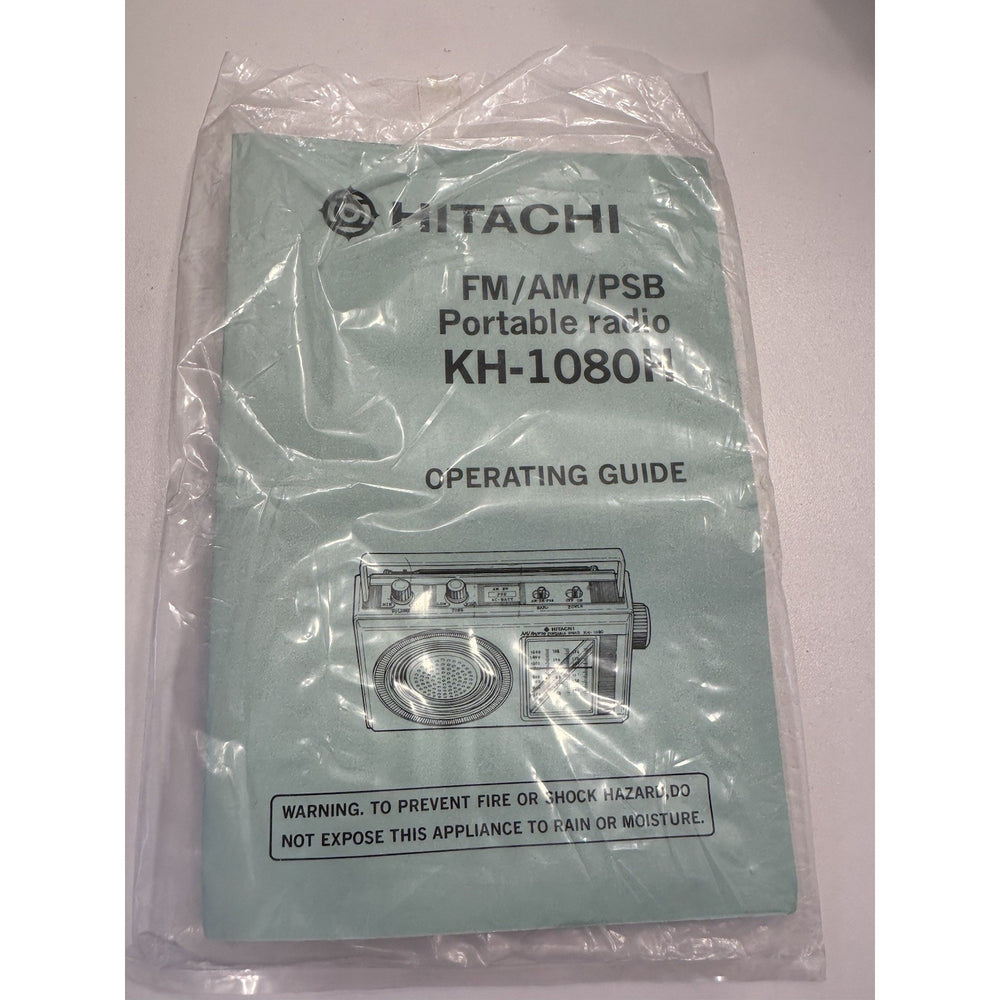 HITACHI
FM/AM/PSB
Portable radio
KH-1080H
OPERATING GUIDE
HITACHI
WARNING. TO PREVENT FIRE OR SHOCK HAZARD,DO
NOT EXPOSE THIS APPLIANCE TO RAIN OR MOISTURE.